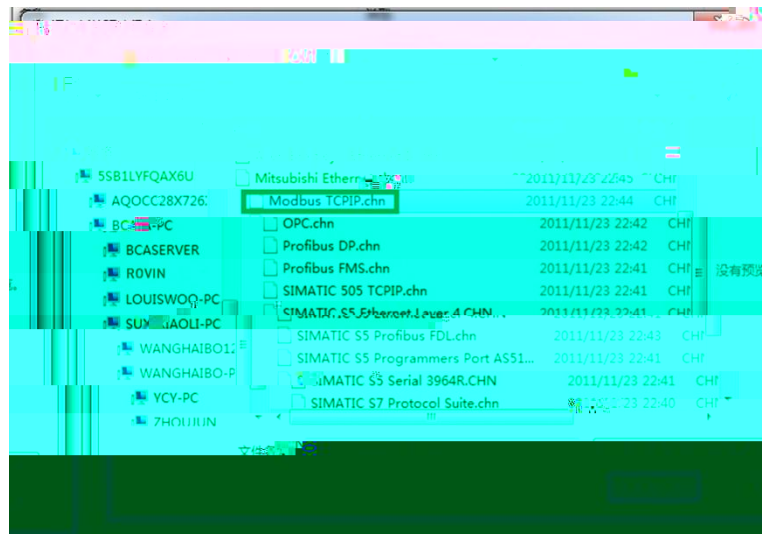 5SB1LYFQAX6U Mitsubishi Ethern 2011/11/23 22:45 CHI
AQOCC28X726 Modbus TCPIP.chn 2011/11/23 22:44 CHI
-PC OPC.chn 2011/11/23 22:42 CHI
BCASERVER Profibus DP.chn 2011/11/23 22:42 CHI
ROVIN Profibus FMS.chn 2011/11/23 22:41 CHI 没有预览
LOUISWOO-PC SIMATIC 505 TCPIP.chn 2011/11/23 22:41 CHI
SIMATIC S5 Ethernet Layer 4.CHN 2011/11/23 22:41 CHI
WANGHAIBO12 SIMATIC S5 Profibus FDL.chn 2011/11/23 22:43 CHI
SIMATIC S5 Programmers Port AS51... 2011/11/23 22:41 CHI
WANGHAIBO-P SIMATIC S5 Serial 3964R.CHN 2011/11/23 22:41 CHI
YCY-PC SIMATIC S7 Protocol Suite.chn 22:40 CHI
ZHOUJUN